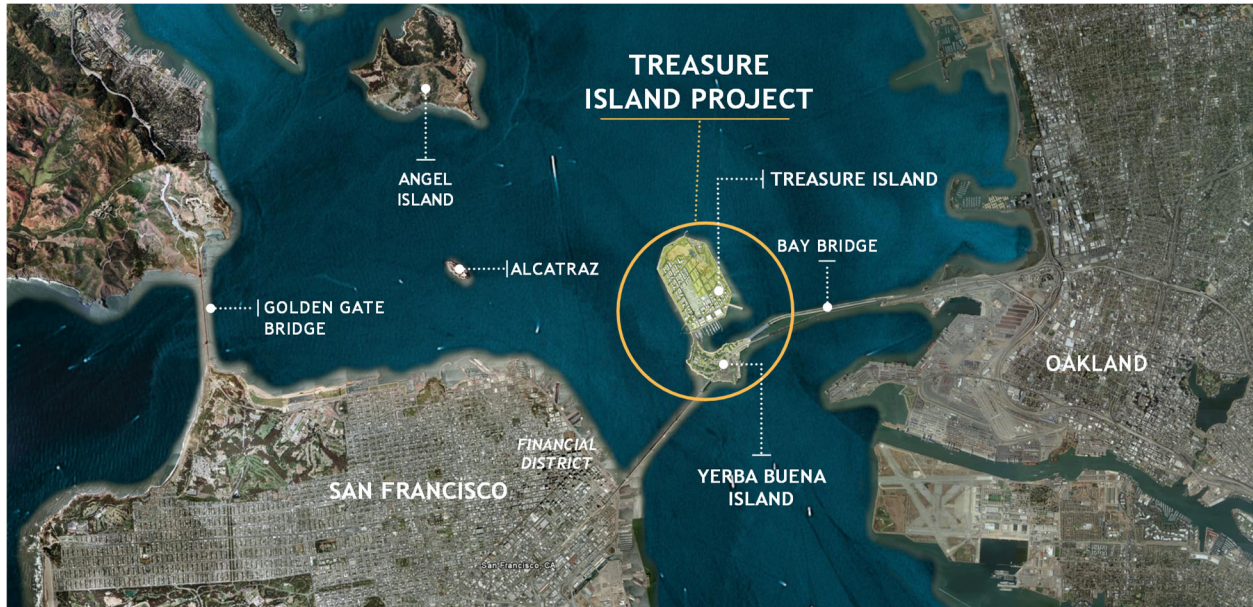 TREASURE
ISLAND PROJECT
ANGEL
ISLAND
TREASURE ISLAND
BAY BRIDGE
ALCATRAZ
GOLDEN GATE
BRIDGE
OAKLAND
FINANCIAL
DISTRICT
SAN FRANCISCO
YERBA BUENA
ISLAND
San Francisco, CA